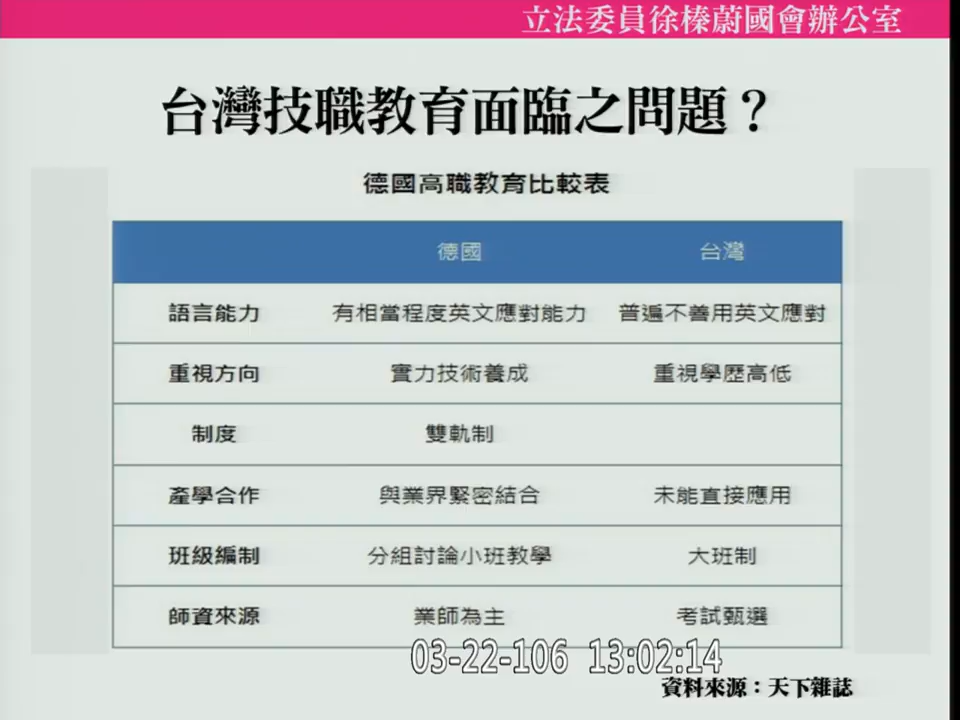 立法委員徐榛蔚國會辦公室
台灣技職教育面臨之問題？
德國高職教育比較表
德國 台灣
語言能力 有相當程度英文應對能力 普遍不善用英文應對
重視方向 實力技術養成 重視學歷高低
制度 雙軌制
產學合作 與業界緊密結合 未能直接應用
班級編制 分組討論小班教學 大班制
師資來源 業師為主 考試甄選
03-22-106 13:02:14
資料來源：天下雜誌